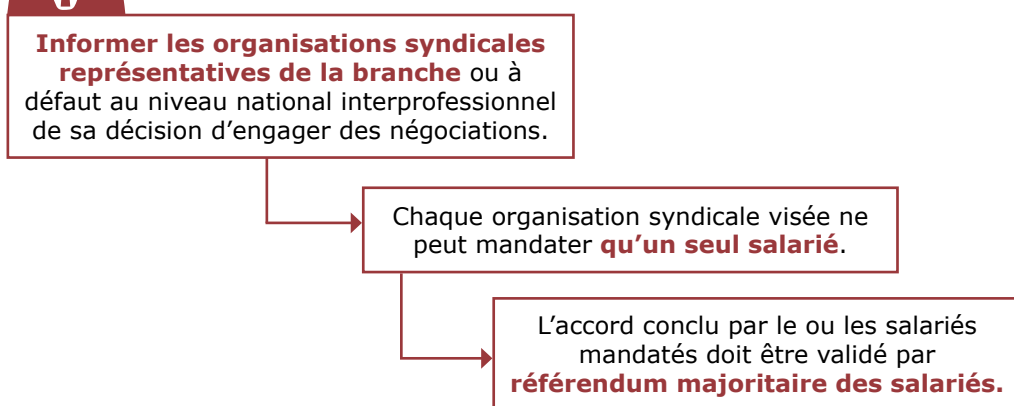 Informer les organisations syndicales
représentatives de la branche ou à
défaut au niveau national interprofessionnel
de sa décision d’engager des négociations.
Chaque organisation syndicale visée ne
peut mandater qu’un seul salarié.
L’accord conclu par le ou les salariés
mandatés doit être validé par
référendum majoritaire des salariés.